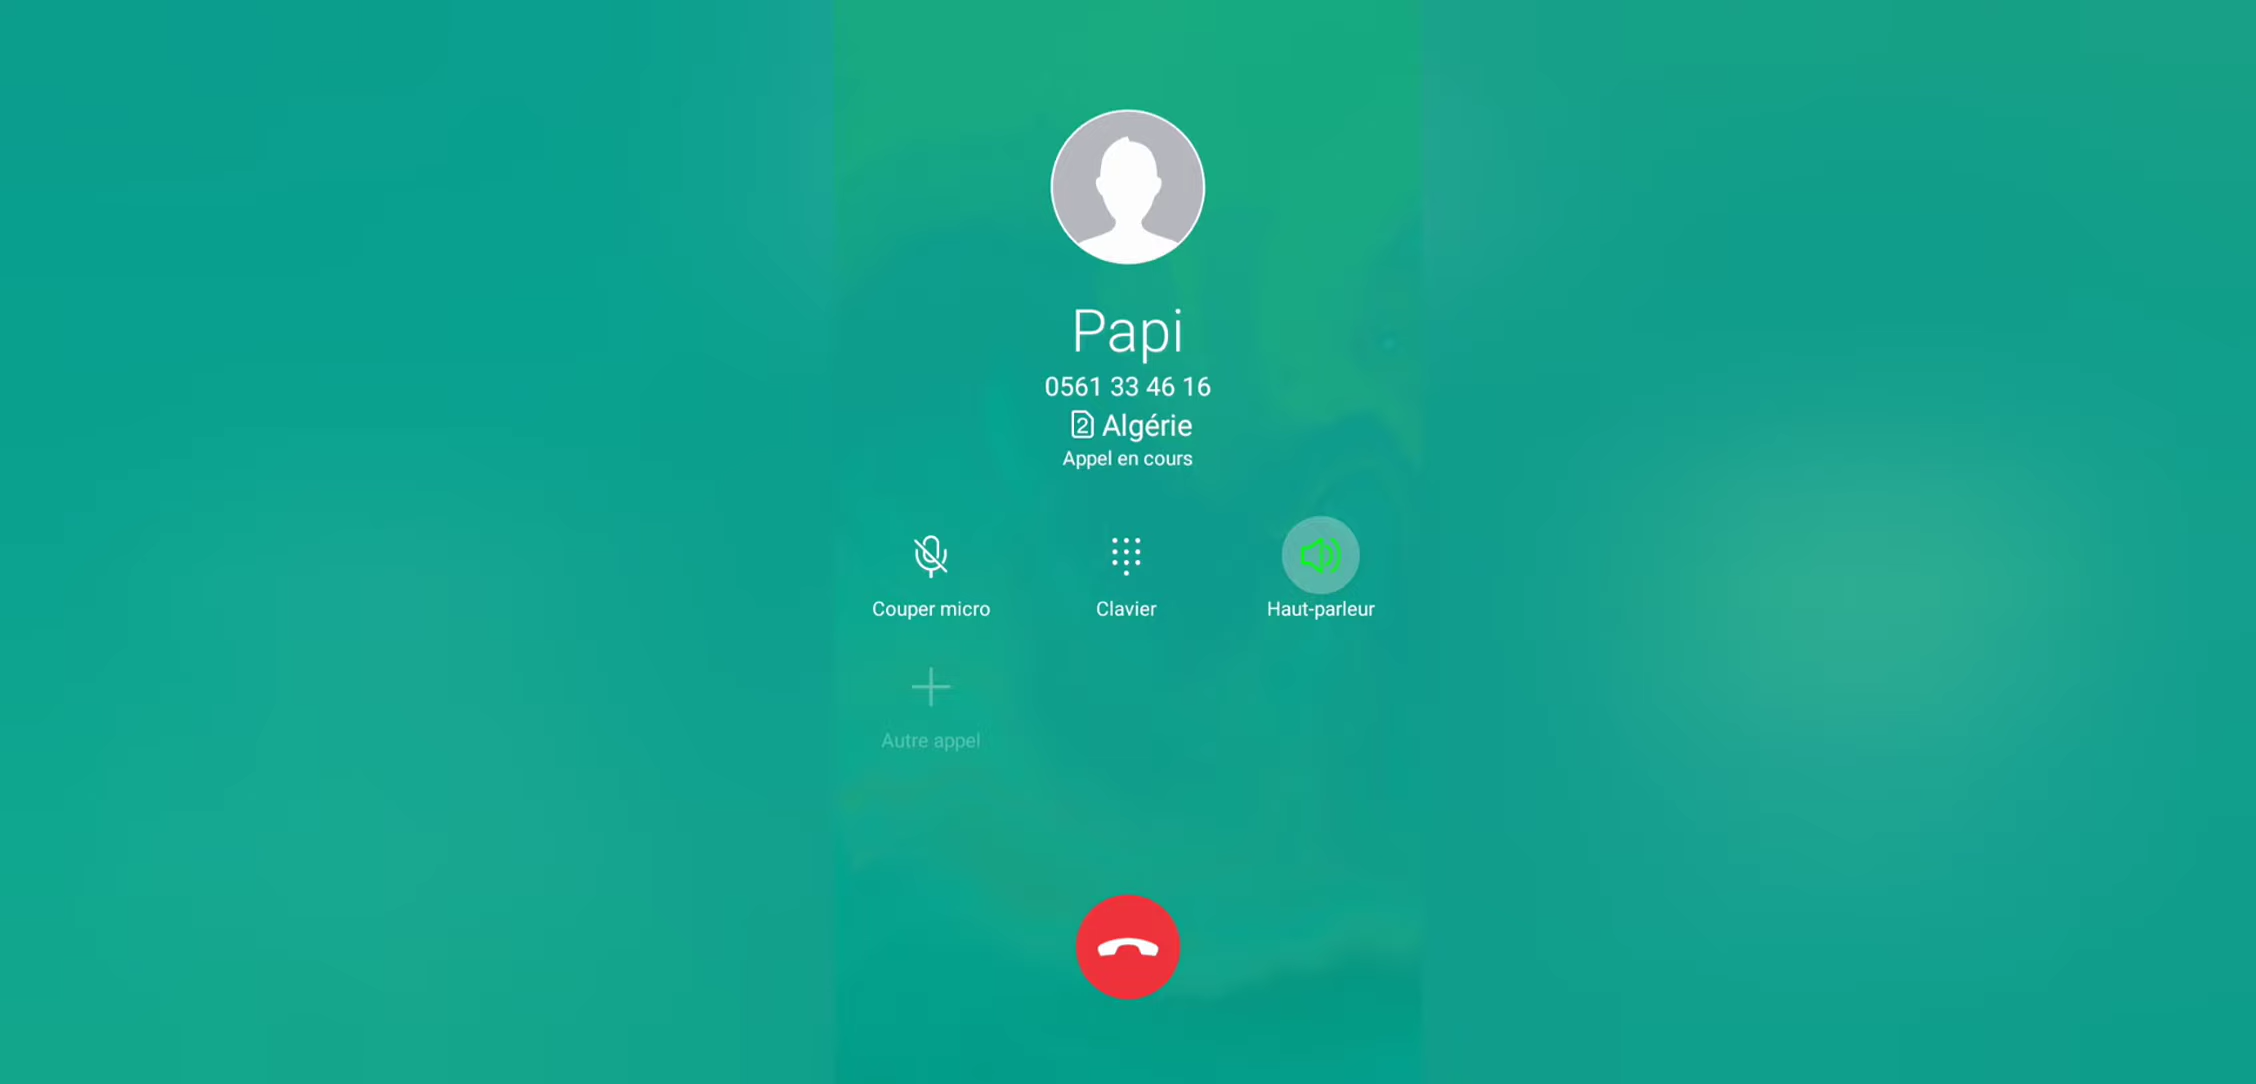 Papi
0561 33 46 16
2 Algérie
Appel en cours
Couper micro
Clavier
Haut-parleur
Autre appel